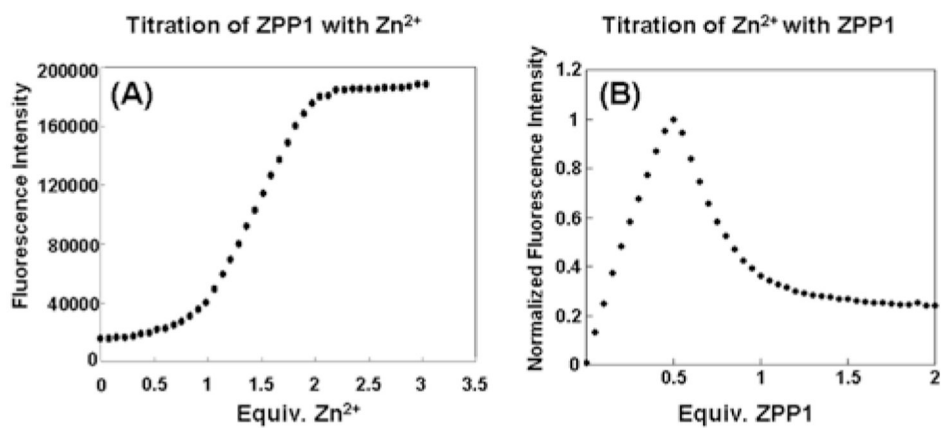 Titration of ZPP1 with Zn²⁺
(A)
Fluorescence Intensity
200000
160000
120000
80000
40000
0
0 0.5 1 1.5 2 2.5 3 3.5
Equiv. Zn²⁺
Titration of Zn²⁺ with ZPP1
(B)
Normalized Fluorescence Intensity
1.2
1
0.8
0.6
0.4
0.2
0
0.5 1 1.5 2
Equiv. ZPP1